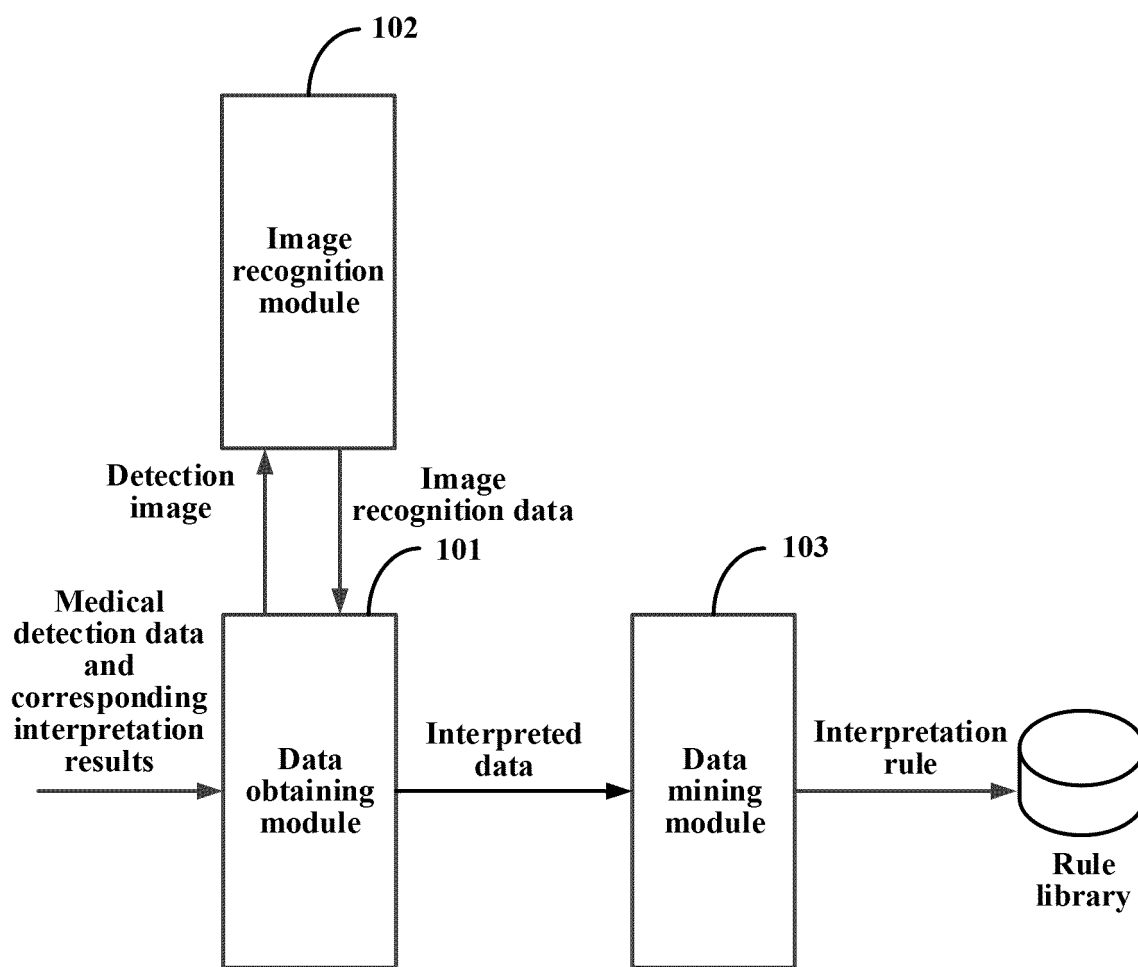 102
Image
recognition
module
Detection
image
Image
recognition data
101
103
Medical
detection data
and
corresponding
interpretation
results
Data
obtaining
module
Interpreted
data
Data
mining
module
Interpretation
rule
Rule
library